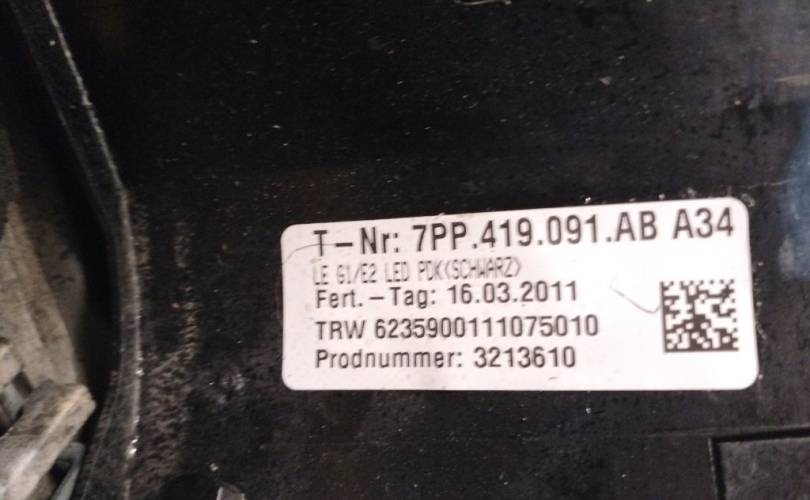 T-Nr: 7PP.419.091.AB A34
LE G1/E2 LED PDK<SCHWARZ>
Fert.-Tag: 16.03.2011
TRW 6235900111075010
Prodnummer: 3213610